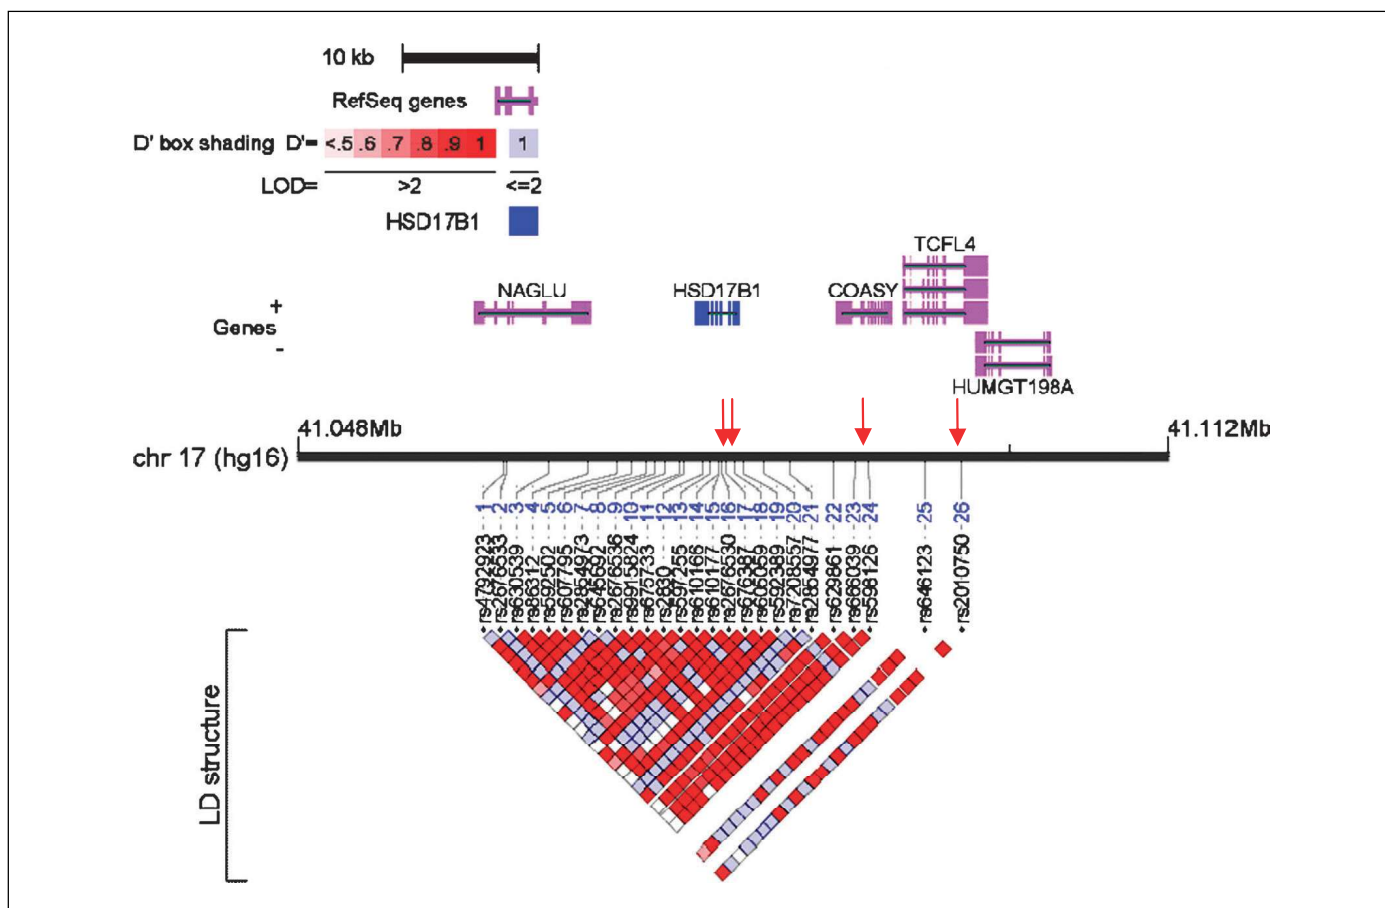 10 kb
RefSeq genes
D' box shading D'= <.5 .6 .7 .8 .9 1 1
LOD= >2 <=2
HSD17B1
TCFL4
NAGLU HSD17B1 COASY
+
Genes
-
HUMGT198A
41.048Mb 41.112Mb
chr 17 (hg16)
1 2 3 4 5 6 7 8 9 10 11 12 13 14 15 16 17 18 19 20 21 22 23 24 25 26
rs4792923
rs630539
rs86312
rs592502
rs607795
rs2854973
rs645692
rs2676536
rs9915824
rs675733
rs2830
rs597255
rs610166
rs610177
rs2676530
rs676387
rs605059
rs592389
rs7208557
rs2854977
rs629861
rs666039
rs598126
rs646123
rs2010750
LD structure